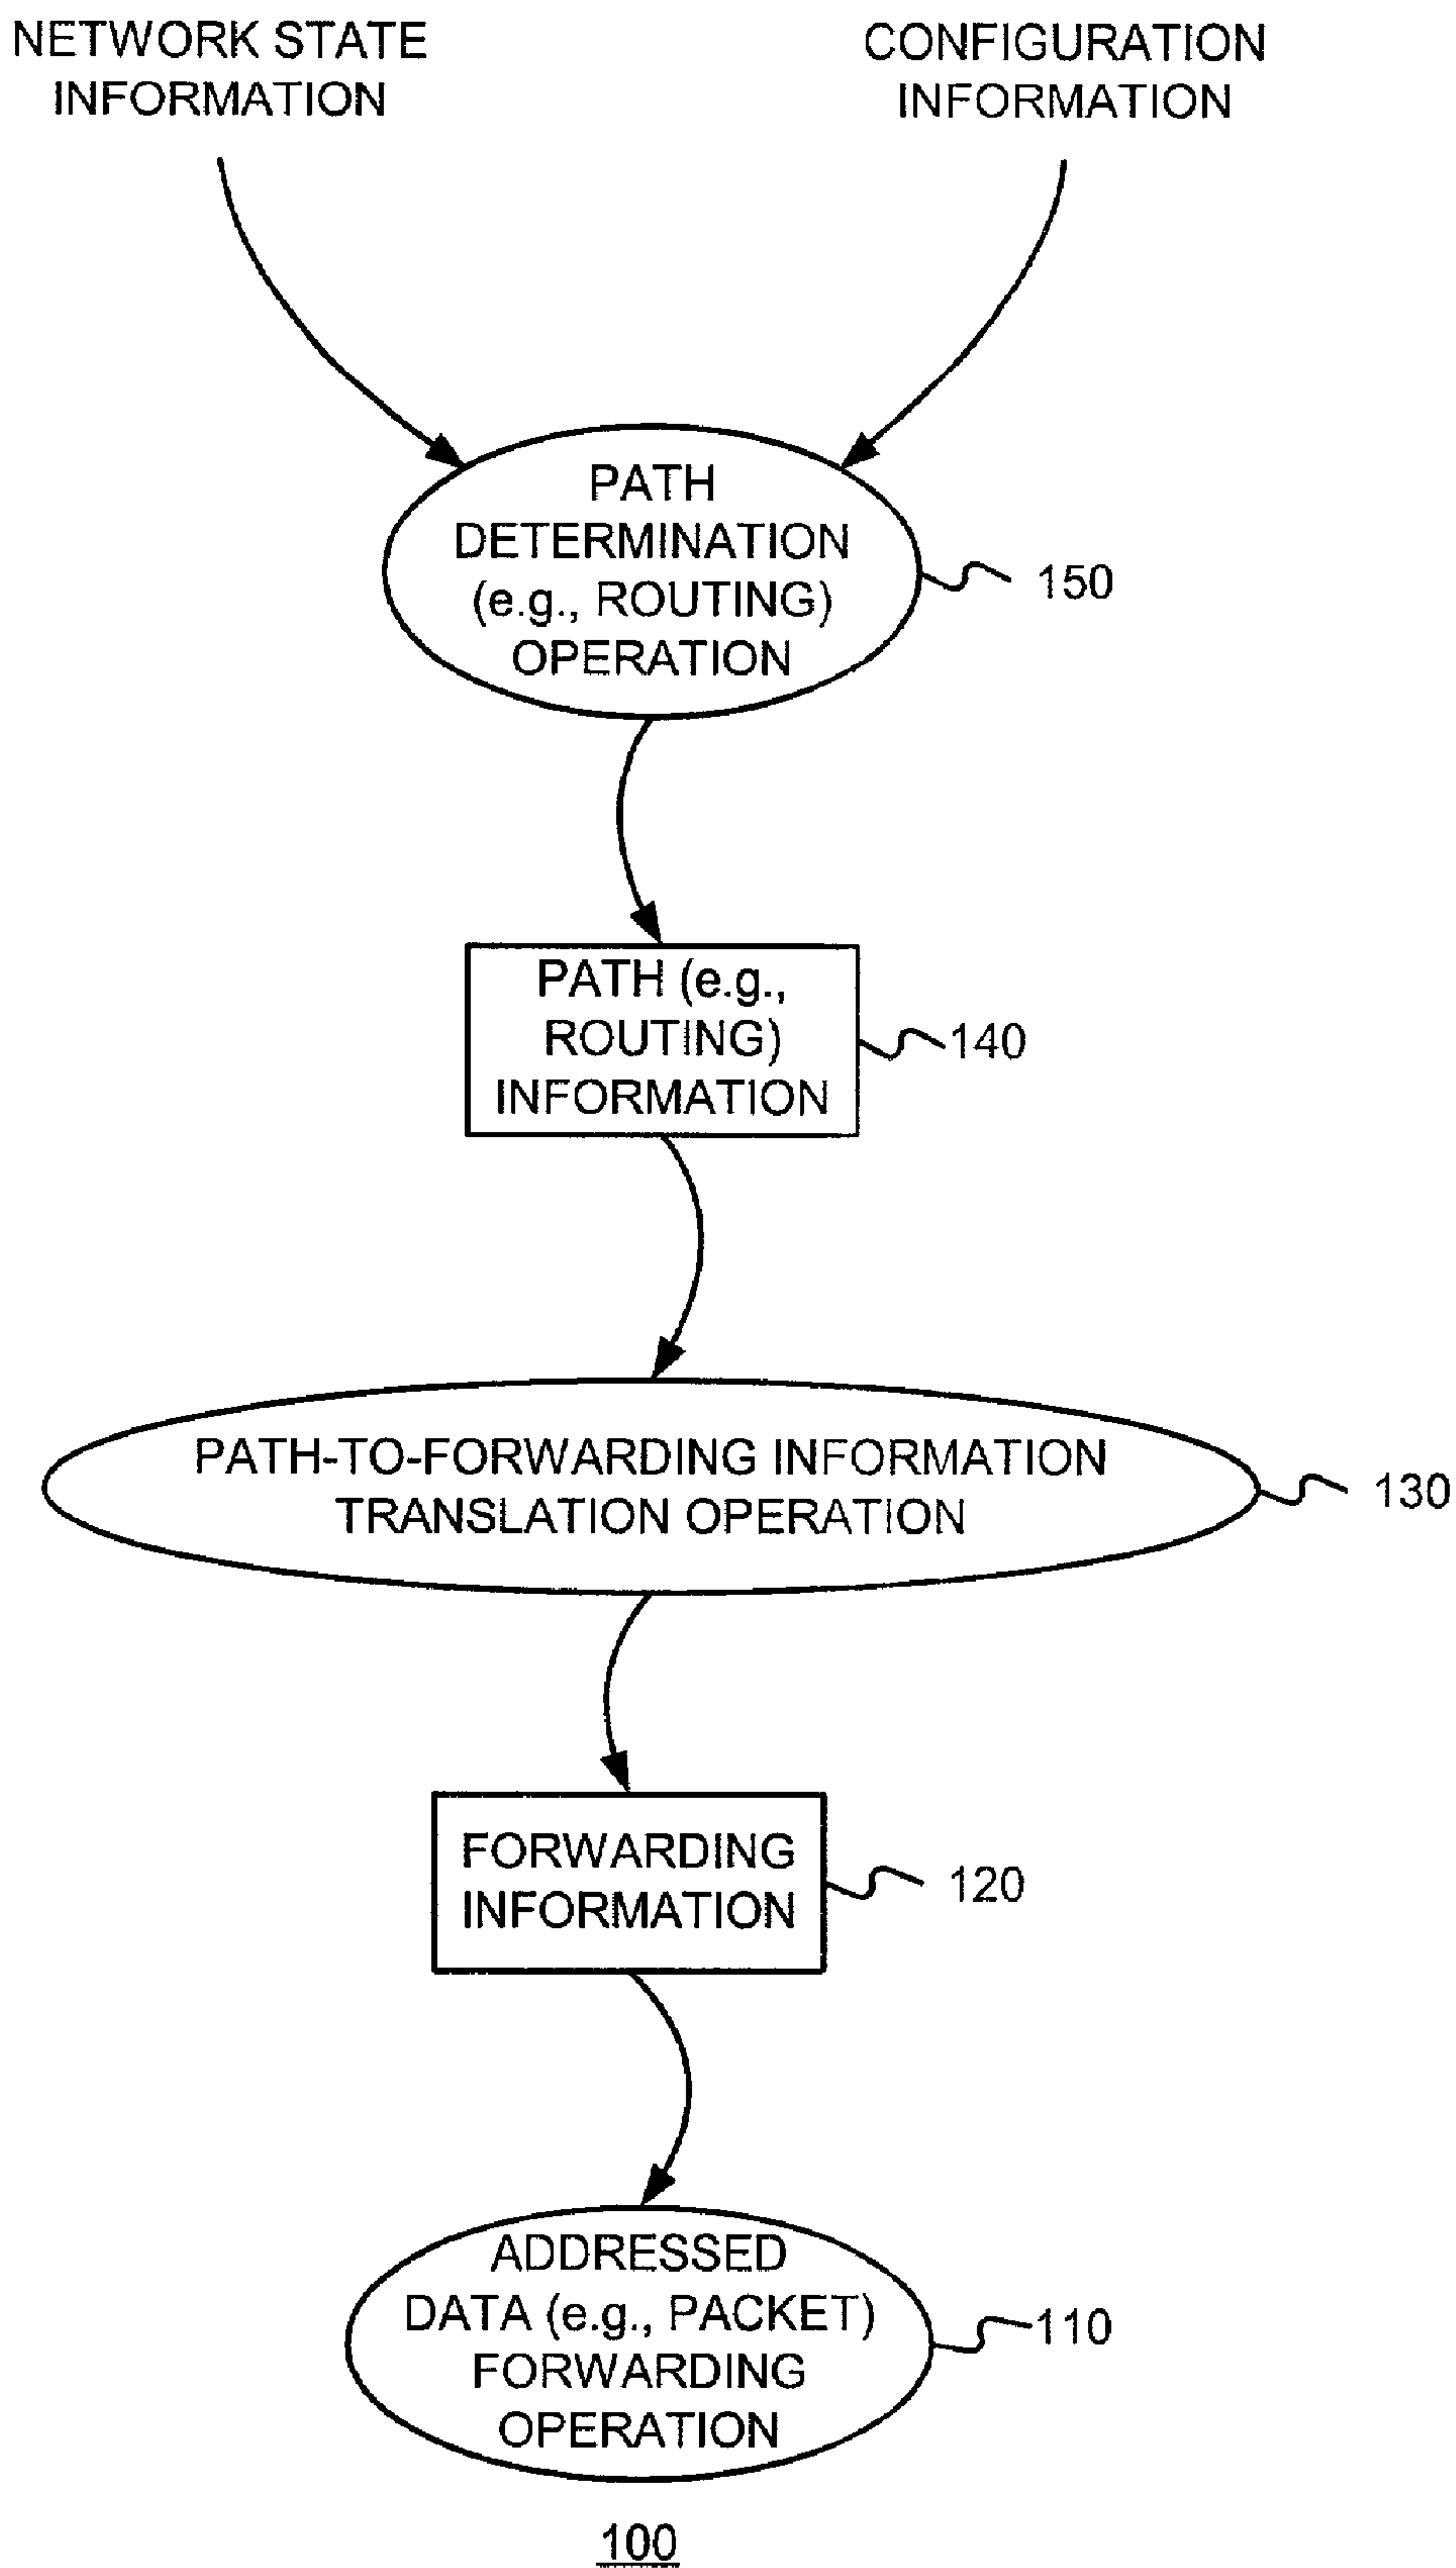 NETWORK STATE
INFORMATION
CONFIGURATION
INFORMATION
PATH
DETERMINATION
(e.g., ROUTING)
OPERATION
150
PATH (e.g.,
ROUTING)
INFORMATION
140
PATH-TO-FORWARDING INFORMATION
TRANSLATION OPERATION
130
FORWARDING
INFORMATION
120
ADDRESSED
DATA (e.g., PACKET)
FORWARDING
OPERATION
110
100